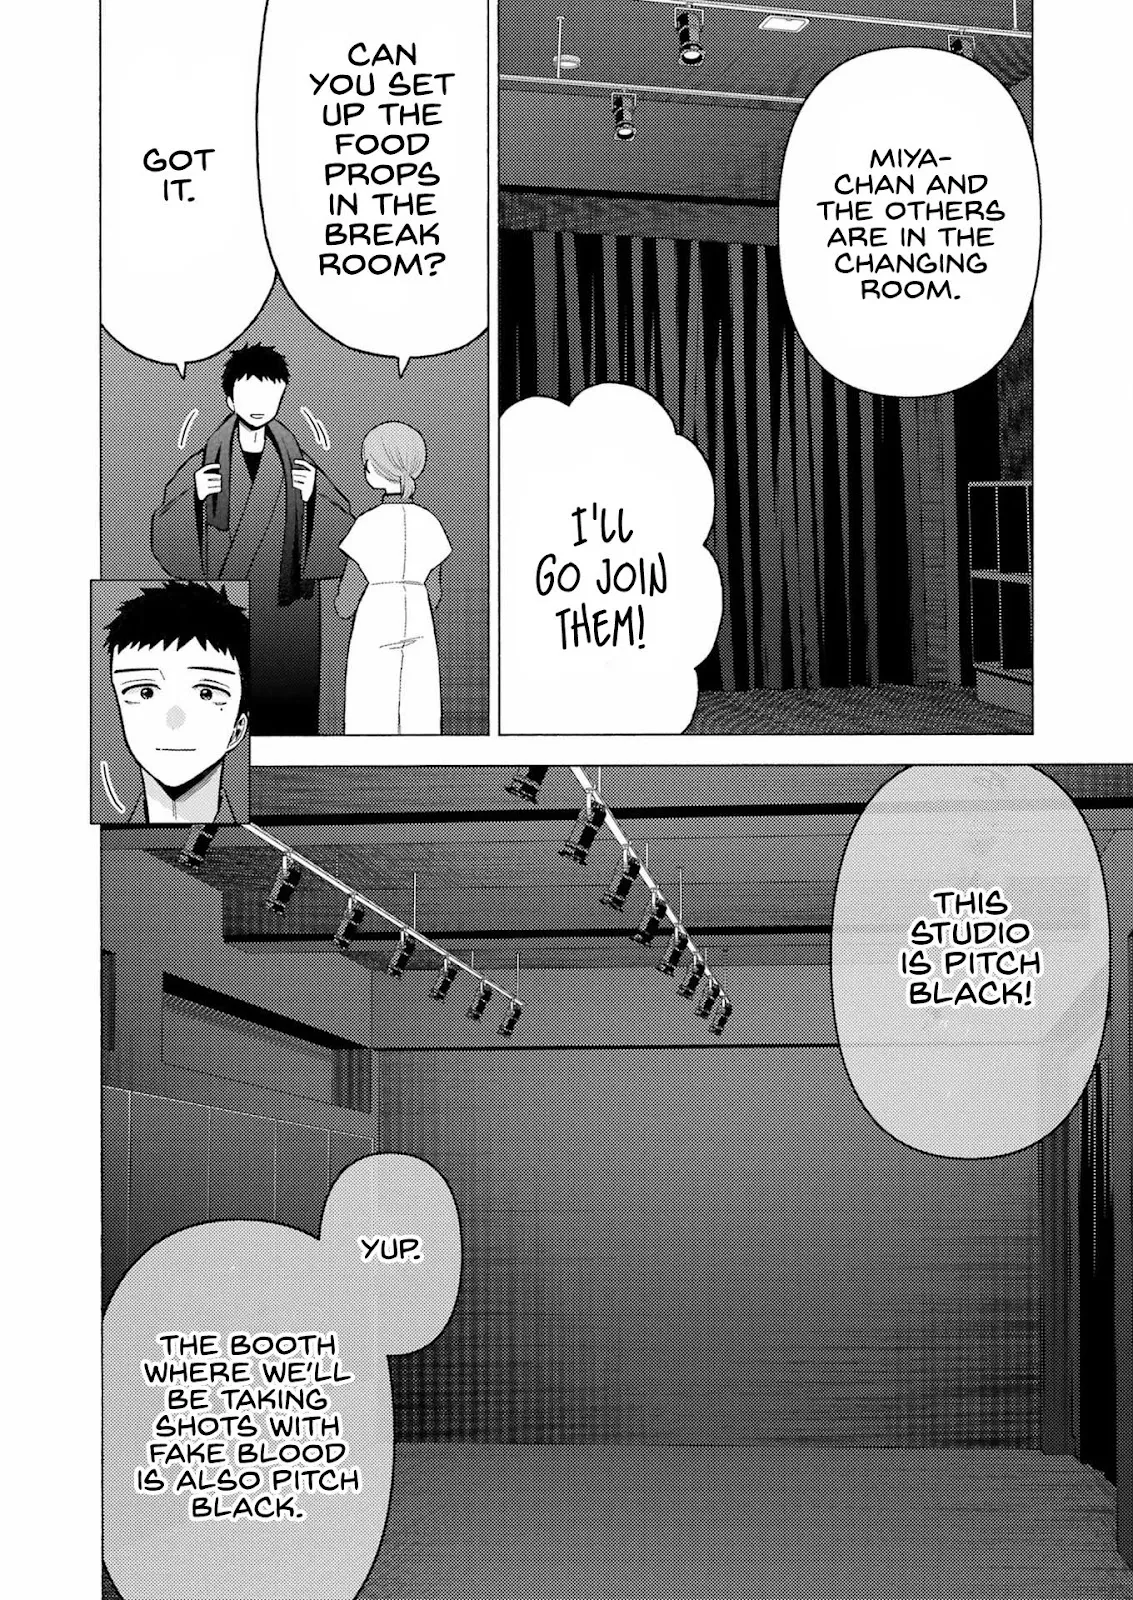 MIYA-
CHAN AND
THE OTHERS
ARE IN THE
CHANGING
ROOM.
I'LL
GO JOIN
THEM!
CAN
YOU SET
UP THE
FOOD
PROPS
IN THE
BREAK
ROOM?
GOT
IT.
THIS
STUDIO
IS PITCH
BLACK!
YUP.
THE BOOTH
WHERE WE'LL
BE TAKING
SHOTS WITH
FAKE BLOOD
IS ALSO PITCH
BLACK.